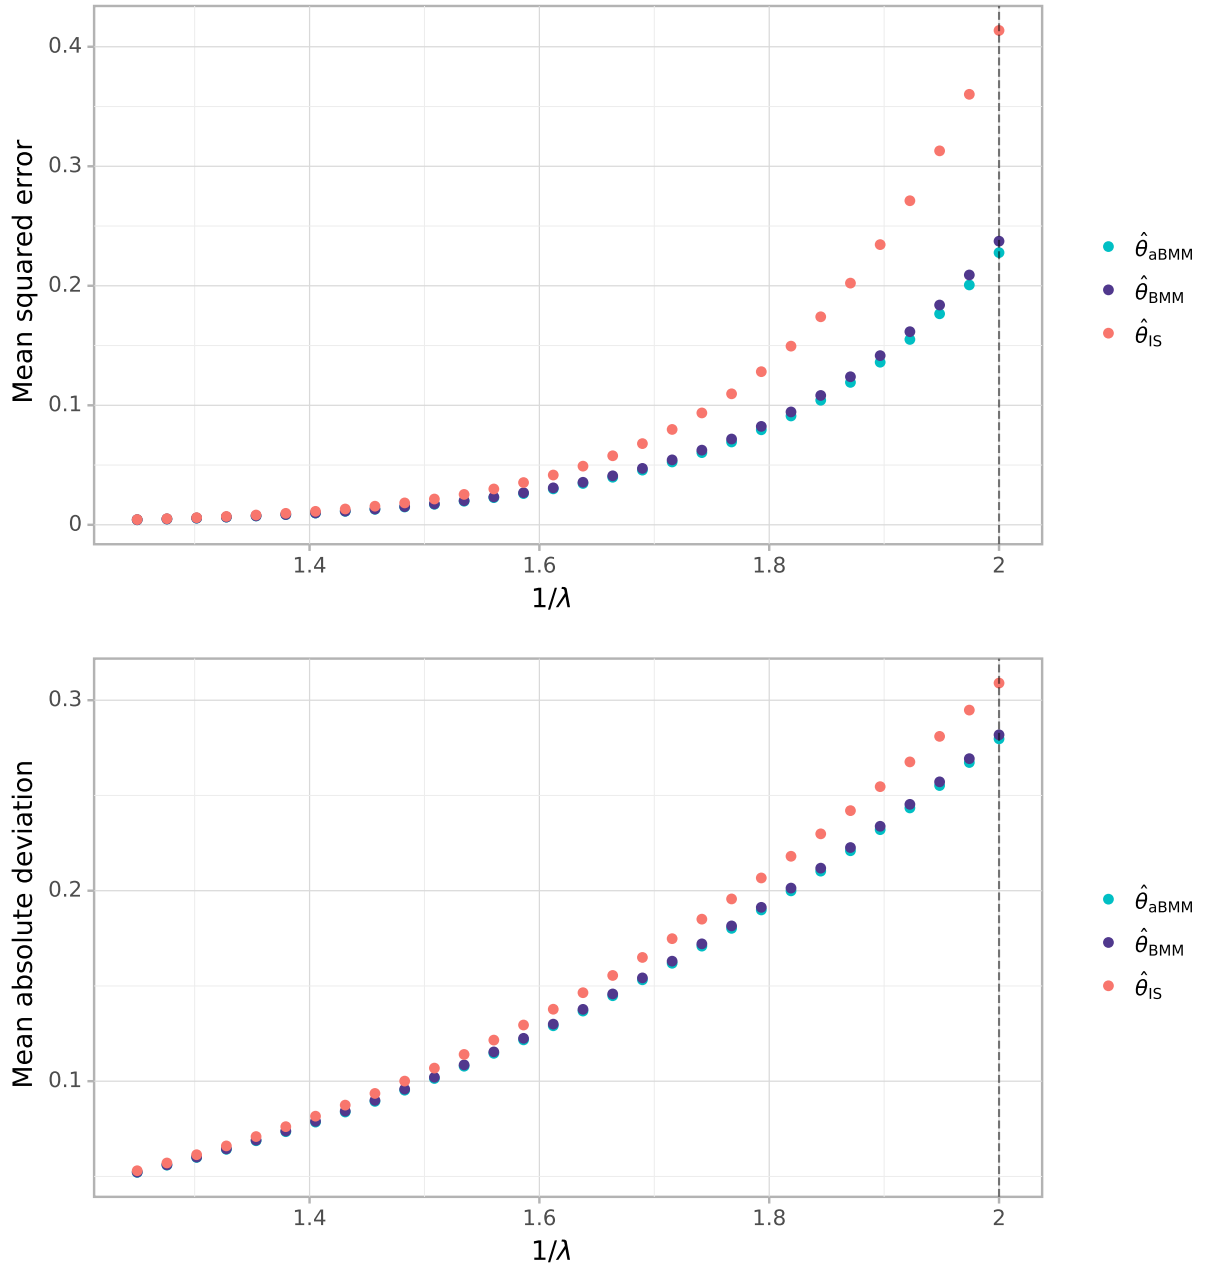 Mean squared error
0.4
0.3
0.2
0.1
0
1.4 1.6 1.8 2
1/λ
θ̂aBMM
θ̂BMM
θ̂IS
Mean absolute deviation
0.3
0.2
0.1
1.4 1.6 1.8 2
1/λ
θ̂aBMM
θ̂BMM
θ̂IS